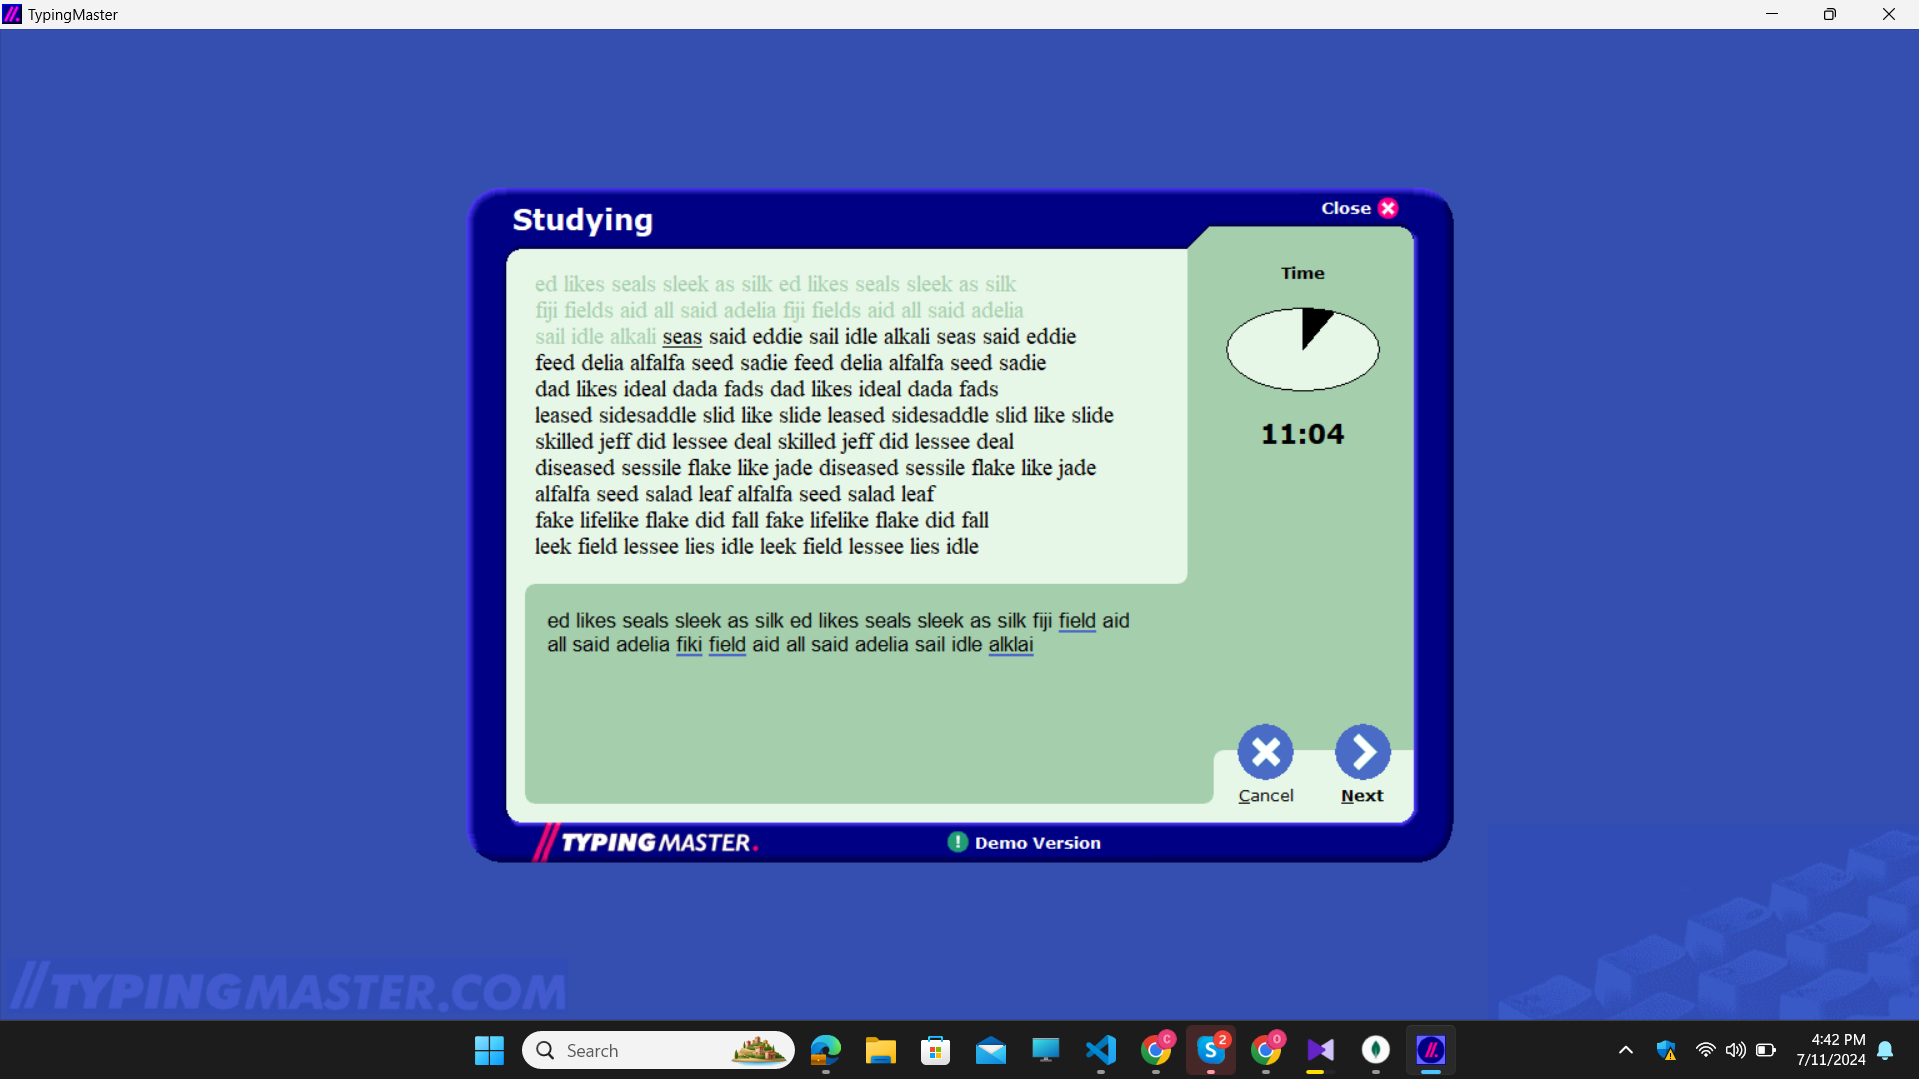 TypingMaster
Studying
Close
ed likes seals sleek as silk ed likes seals sleek as silk
fiji fields aid all said adelia fiji fields aid all said adelia
sail idle alkali seas said eddie sail idle alkali seas said eddie
feed delia alfalfa seed sadie feed delia alfalfa seed sadie
dad likes ideal dada fads dad likes ideal dada fads
leased sidesaddle slid like slide leased sidesaddle slid like slide
skilled jeff did lessee deal skilled jeff did lessee deal
diseased sessile flake like jade diseased sessile flake like jade
alfalfa seed salad leaf alfalfa seed salad leaf
fake lifelike flake did fall fake lifelike flake did fall
leek field lessee lies idle leek field lessee lies idle
Time
11:04
ed likes seals sleek as silk ed likes seals sleek as silk fiji field aid
all said adelia fiki field aid all said adelia sail idle alklai
Cancel
Next
TYPINGMASTER.
! Demo Version
//TYPINGMASTER.COM
Search
C
S 2
O
4:42 PM
7/11/2024